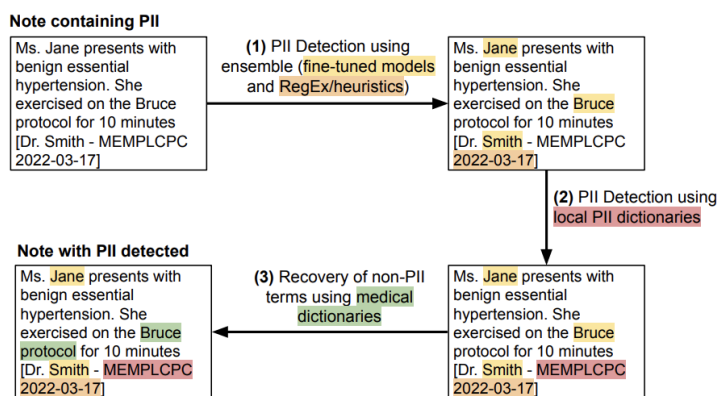 Note containing PII
Ms. Jane presents with
benign essential
hypertension. She
exercised on the Bruce
protocol for 10 minutes
[Dr. Smith - MEMPLCPC
2022-03-17]
(1) PII Detection using
ensemble (fine-tuned models
and RegEx/heuristics)
Ms. Jane presents with
benign essential
hypertension. She
exercised on the Bruce
protocol for 10 minutes
[Dr. Smith - MEMPLCPC
2022-03-17]
(2) PII Detection using
local PII dictionaries
Ms. Jane presents with
benign essential
hypertension. She
exercised on the Bruce
protocol for 10 minutes
[Dr. Smith - MEMPLCPC
2022-03-17]
(3) Recovery of non-PII
terms using medical
dictionaries
Note with PII detected
Ms. Jane presents with
benign essential
hypertension. She
exercised on the Bruce
protocol for 10 minutes
[Dr. Smith - MEMPLCPC
2022-03-17]